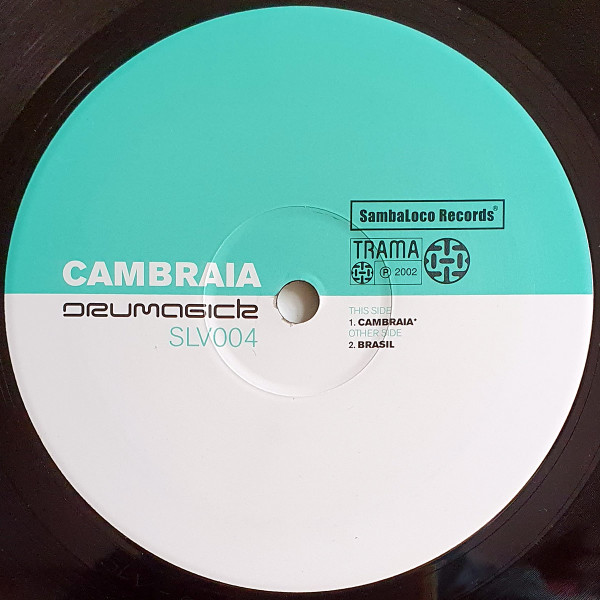 SambaLoco Records®
TRAMA
℗ 2002
CAMBRAIA
DRUMAGICK
SLV004
THIS SIDE
1. CAMBRAIA*
OTHER SIDE
2. BRASIL